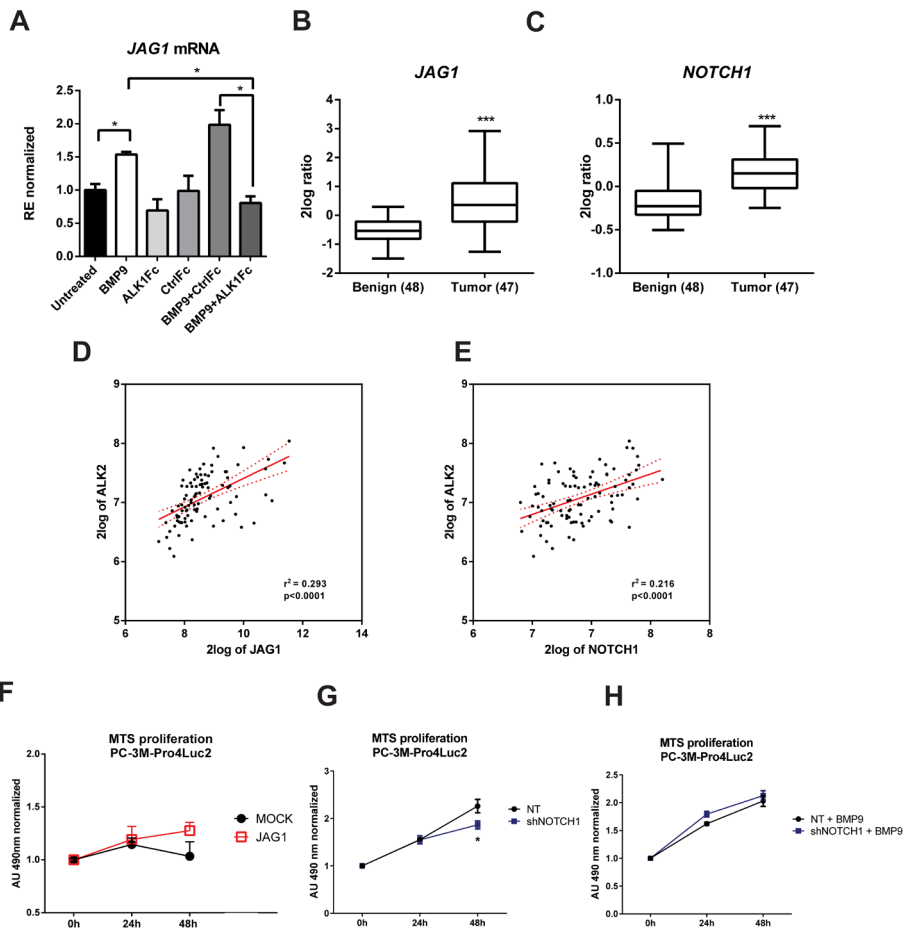 A
JAG1 mRNA
RE normalized
2.5
2.0
1.5
1.0
0.5
0.0
*
*
*
Untreated
BMP9
ALK1Fc
CtrlFc
BMP9+CtrlFc
BMP9+ALK1Fc
B
JAG1
2log ratio
4
3
2
1
0
-1
-2
***
Benign (48)
Tumor (47)
C
NOTCH1
2log ratio
1.0
0.5
0.0
-0.5
-1.0
***
Benign (48)
Tumor (47)
D
2log of ALK2
9
8
7
6
5
r2 = 0.293
p<0.0001
6
8
10
12
14
2log of JAG1
E
2log of ALK2
9
8
7
6
5
r2 = 0.216
p<0.0001
6
7
7
8
8
2log of NOTCH1
F
MTS proliferation
PC-3M-Pro4Luc2
AU 490nm normalized
2.0
1.5
1.0
0.5
MOCK
JAG1
0h
24h
48h
G
MTS proliferation
PC-3M-Pro4Luc2
AU 490 nm normalized
3
2
1
0
NT
shNOTCH1
*
0h
24h
48h
H
MTS proliferation
PC-3M-Pro4Luc2
AU 490 nm normalized
2.5
2.0
1.5
1.0
0.5
0.0
NT + BMP9
shNOTCH1 + BMP9
0h
24h
48h